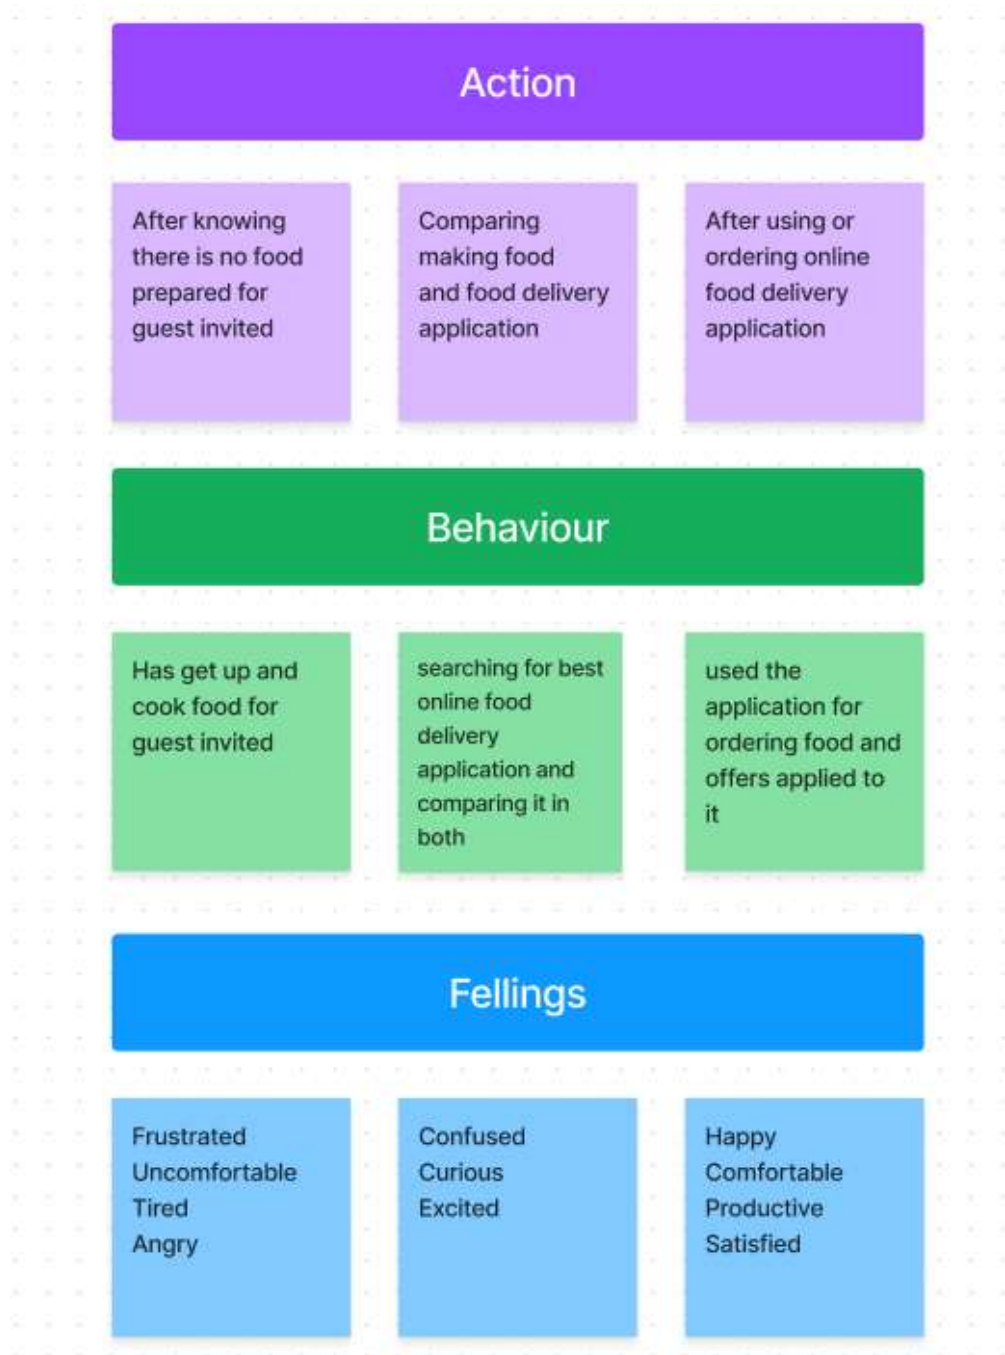 Action
After knowing
there is no food
prepared for
guest invited
Comparing
making food
and food delivery
application
After using or
ordering online
food delivery
application
Behaviour
Has get up and
cook food for
guest invited
searching for best
online food
delivery
application and
comparing it in
both
used the
application for
ordering food and
offers applied to
it
Fellings
Frustrated
Uncomfortable
Tired
Angry
Confused
Curious
Excited
Happy
Comfortable
Productive
Satisfied